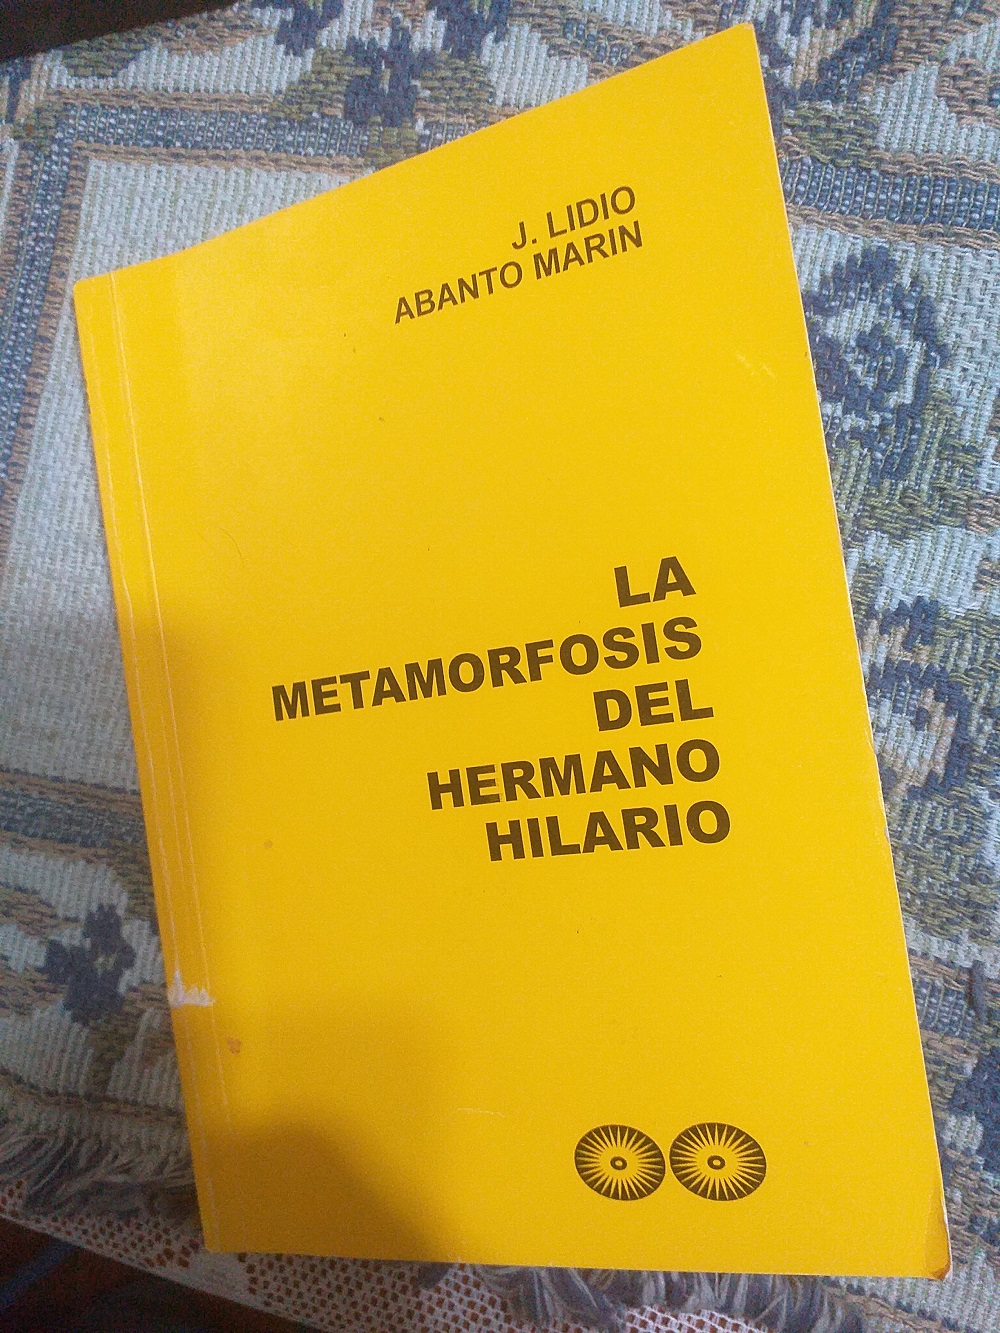 J. LIDIO
ABANTO MARIN
LA
METAMORFOSIS
DEL
HERMANO
HILARIO